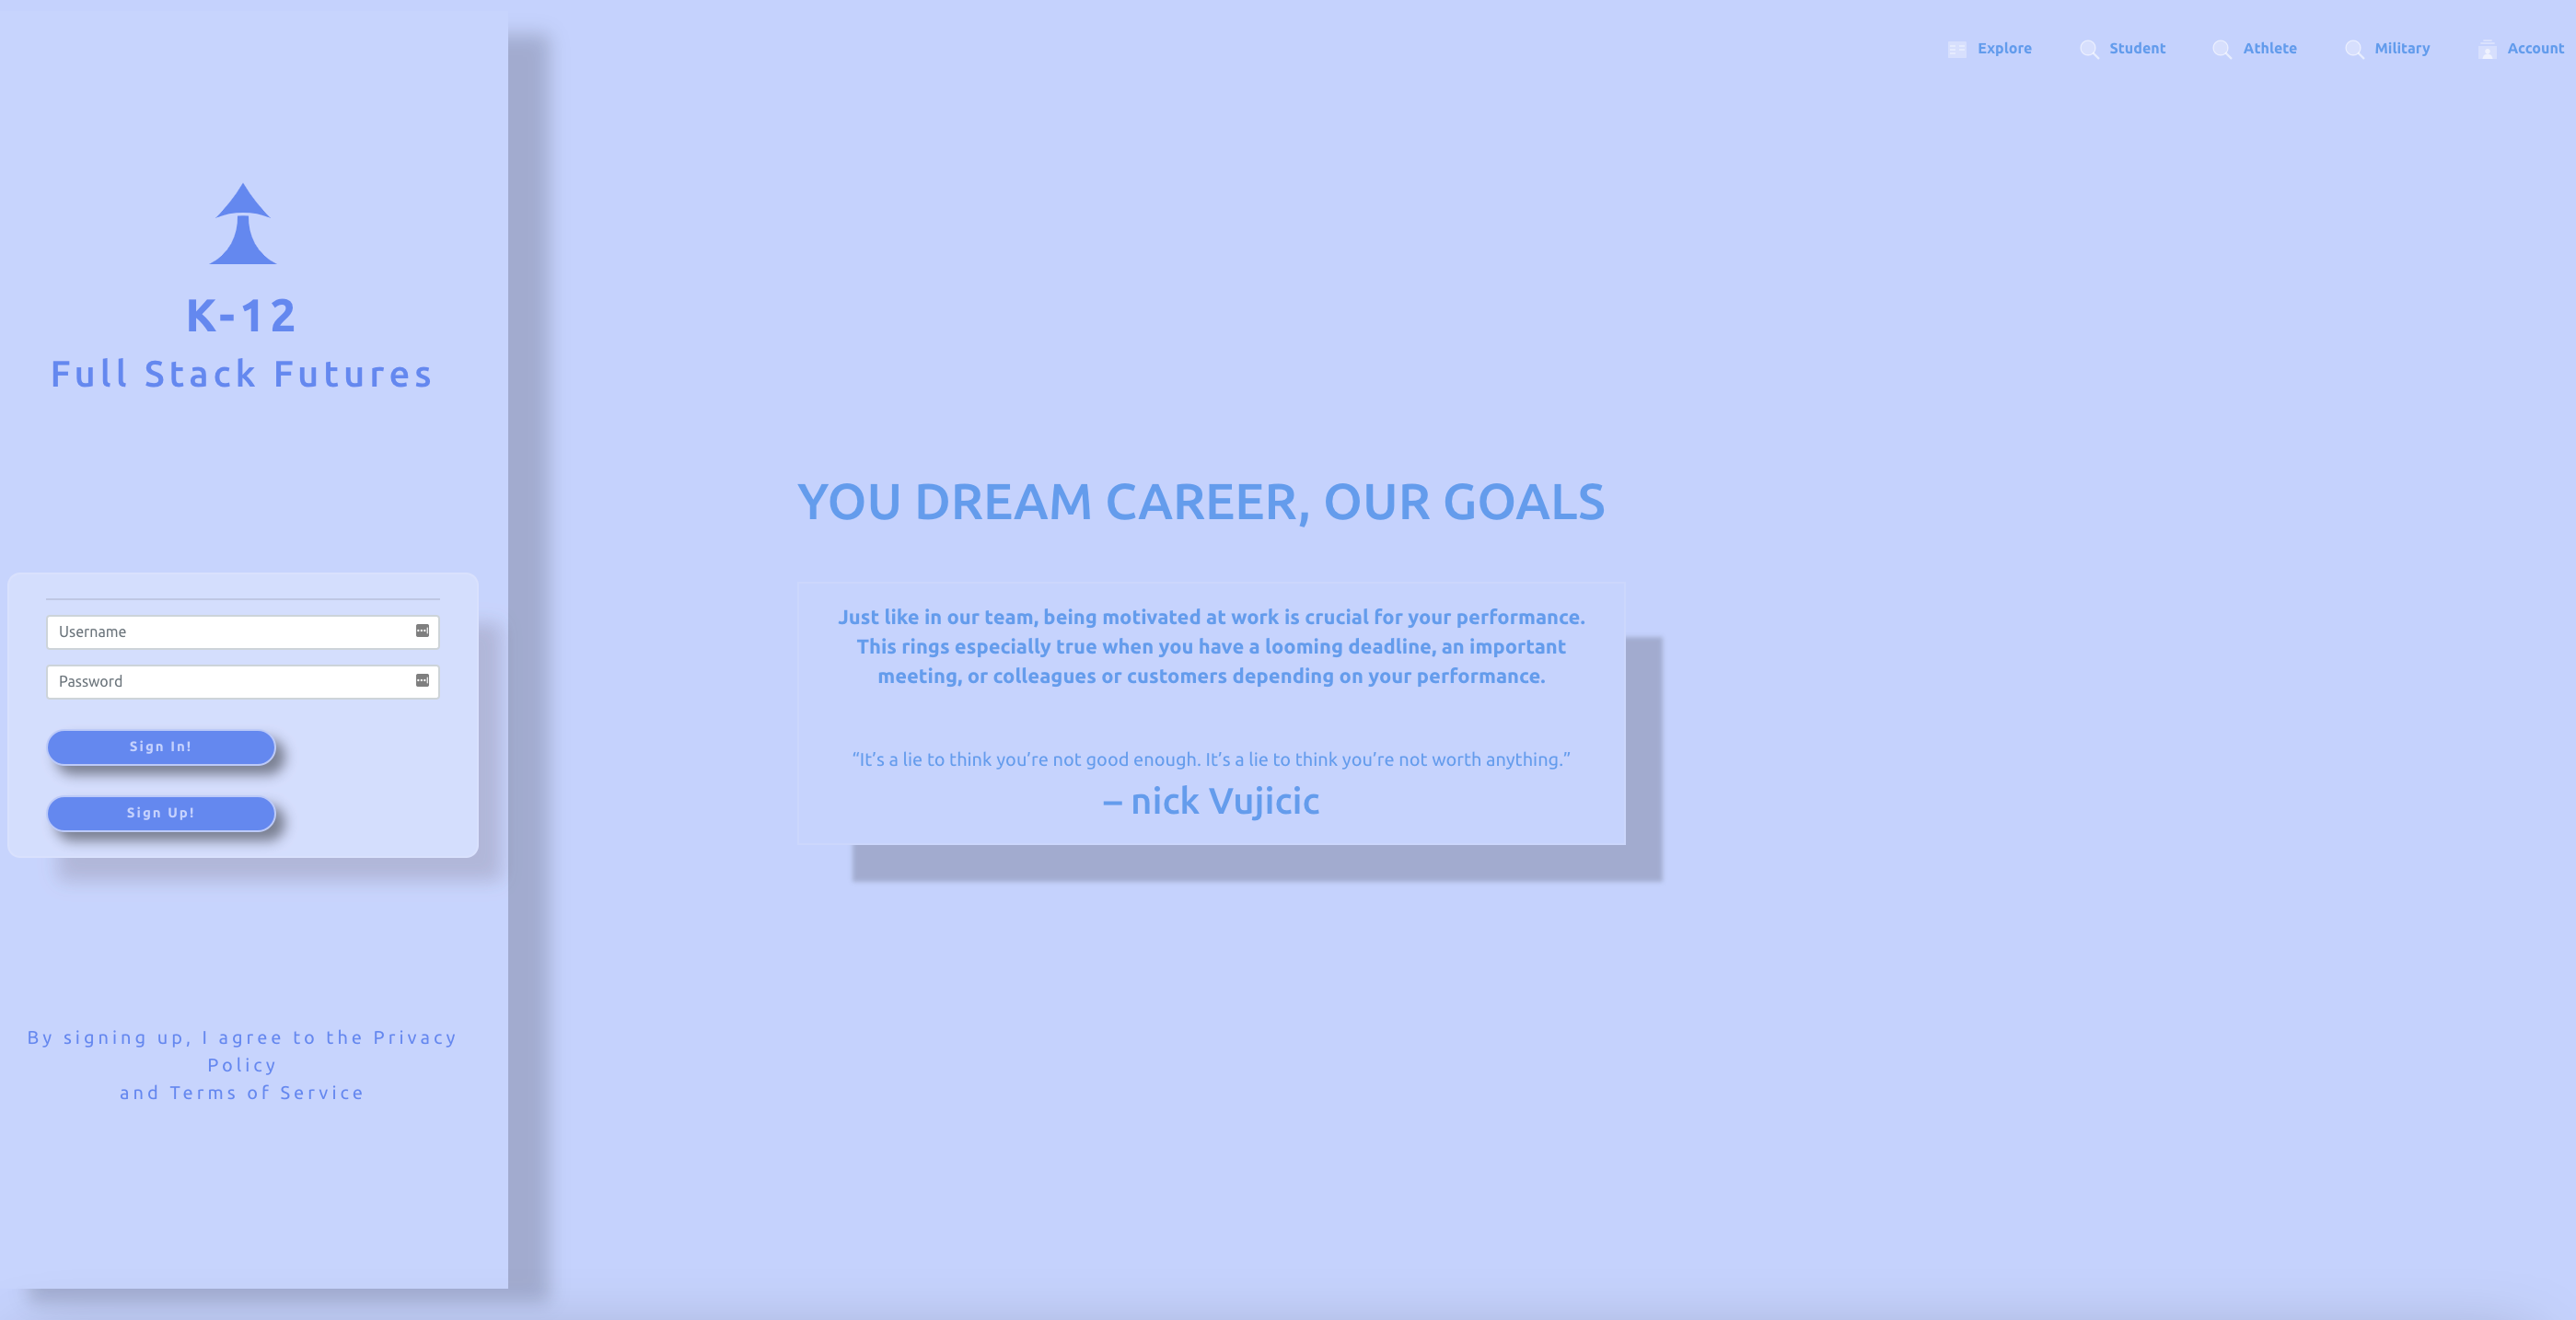 Explore Student Athlete Military Account
K-12
Full Stack Futures
Username
Password
Sign In!
Sign Up!
By signing up, I agree to the Privacy
Policy
and Terms of Service
YOU DREAM CAREER, OUR GOALS
Just like in our team, being motivated at work is crucial for your performance.
This rings especially true when you have a looming deadline, an important
meeting, or colleagues or customers depending on your performance.
“It’s a lie to think you’re not good enough. It’s a lie to think you’re not worth anything.”
– nick Vujicic